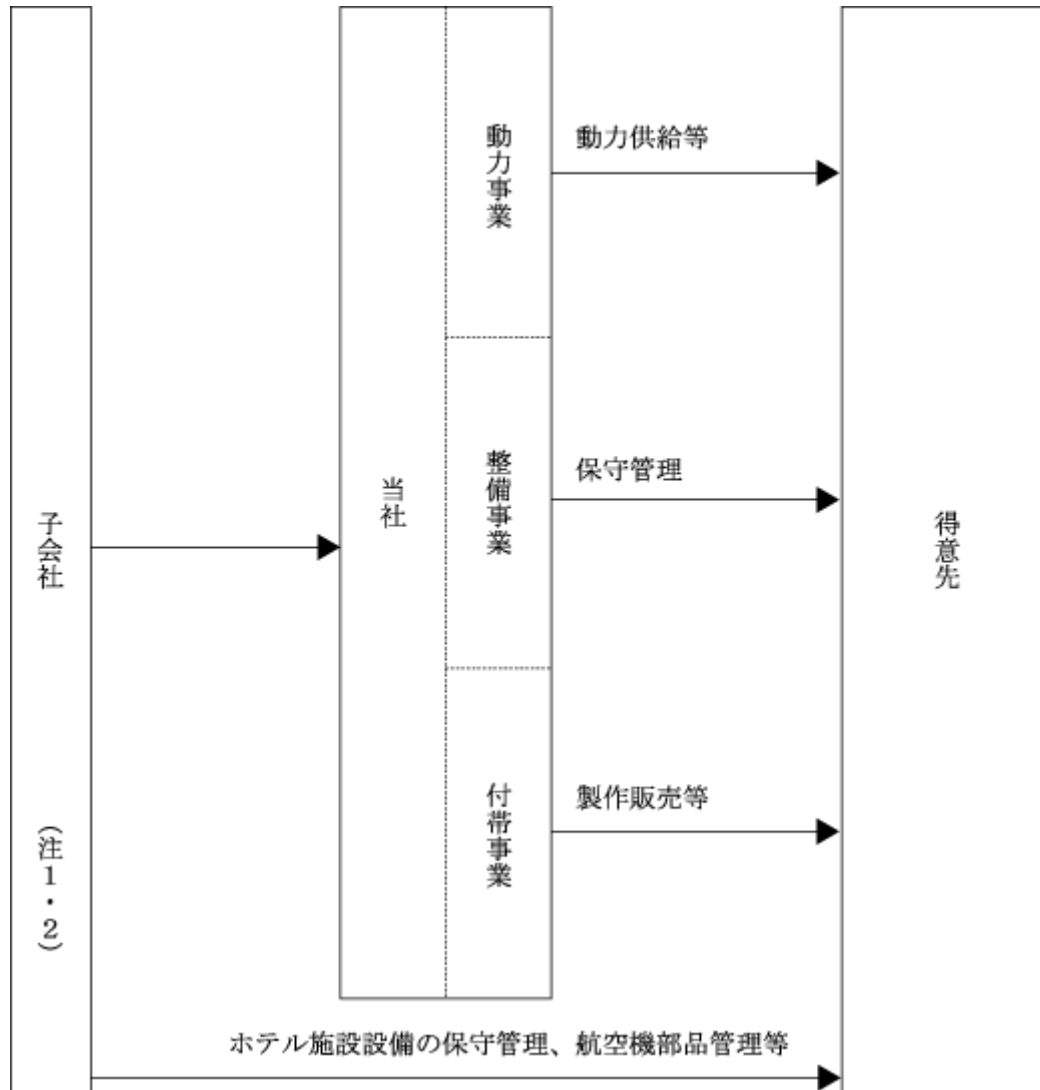 子会社
（注１・２）
当社
動力事業
整備事業
付帯事業
動力供給等
保守管理
製作販売等
得意先
ホテル施設設備の保守管理、航空機部品管理等